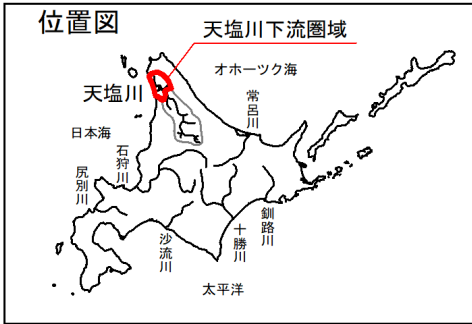 位置図
天塩川下流圏域
オホーツク海
天塩川
常呂川
日本海
石狩川
尻別川
釧路川
十勝川
沙流川
太平洋